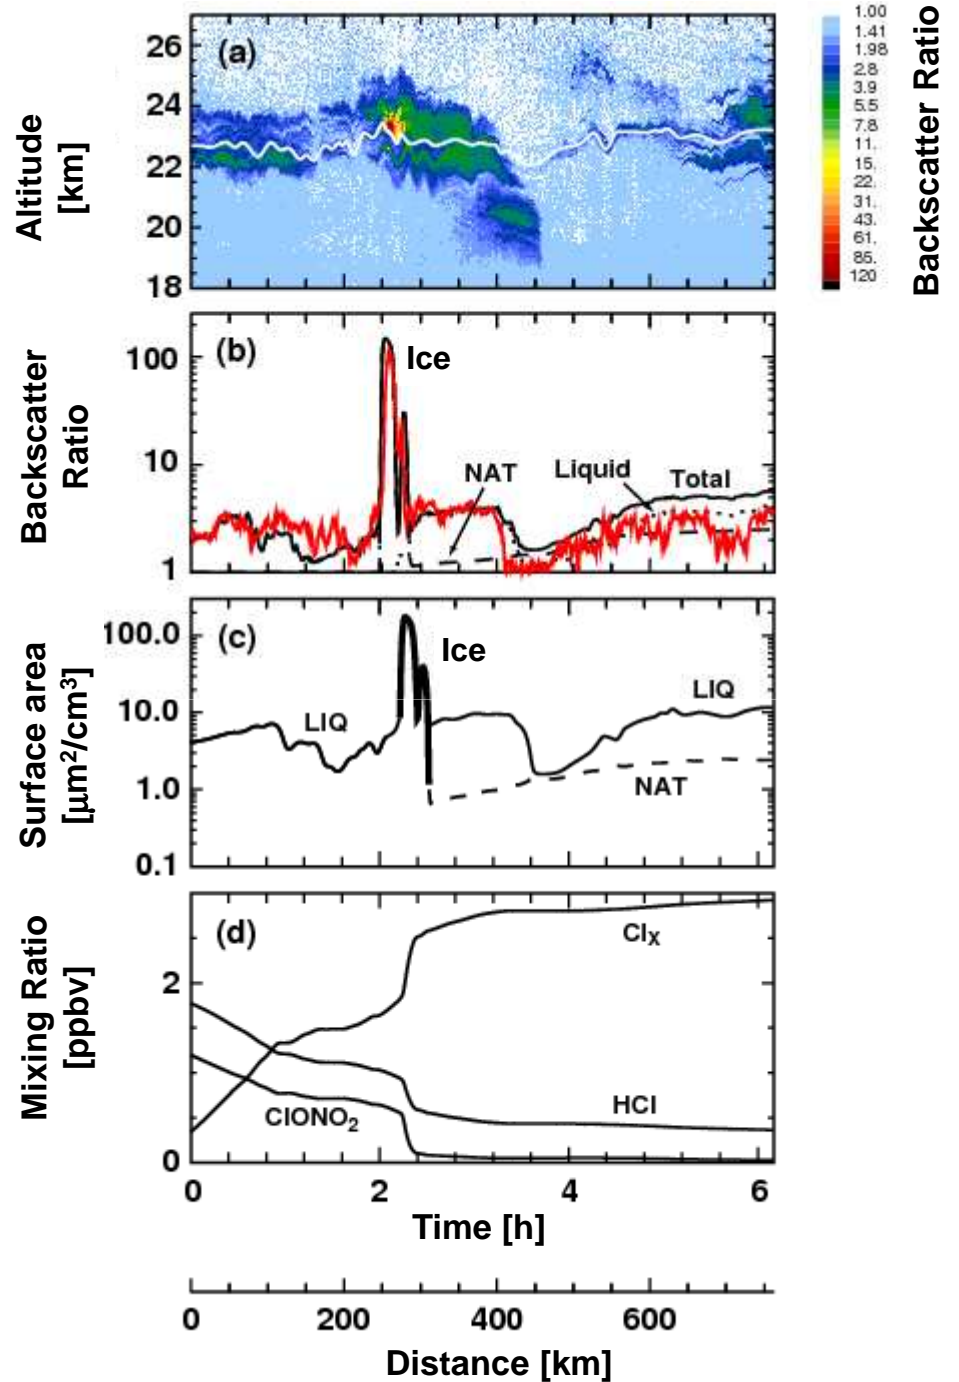 (a)
26
24
22
20
18
Altitude
[km]
1.00
1.41
1.98
2.8
3.9
5.5
7.8
11.
15.
22.
31.
43.
61.
85.
120
Backscatter Ratio
(b)
100
10
1
Backscatter
Ratio
Ice
NAT
Liquid
Total
(c)
100.0
10.0
1.0
0.1
Surface area
[μm²/cm³]
Ice
LIQ
LIQ
NAT
(d)
2
0
Mixing Ratio
[ppbv]
Clₓ
HCl
ClONO₂
0 2 4 6
Time [h]
0 200 400 600
Distance [km]